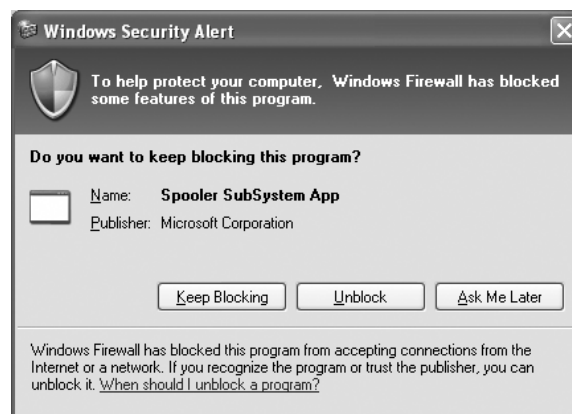 Windows Security Alert
To help protect your computer, Windows Firewall has blocked
some features of this program.
Do you want to keep blocking this program?
Name: Spooler SubSystem App
Publisher: Microsoft Corporation
Keep Blocking Unblock Ask Me Later
Windows Firewall has blocked this program from accepting connections from the
Internet or a network. If you recognize the program or trust the publisher, you can
unblock it. When should I unblock a program?